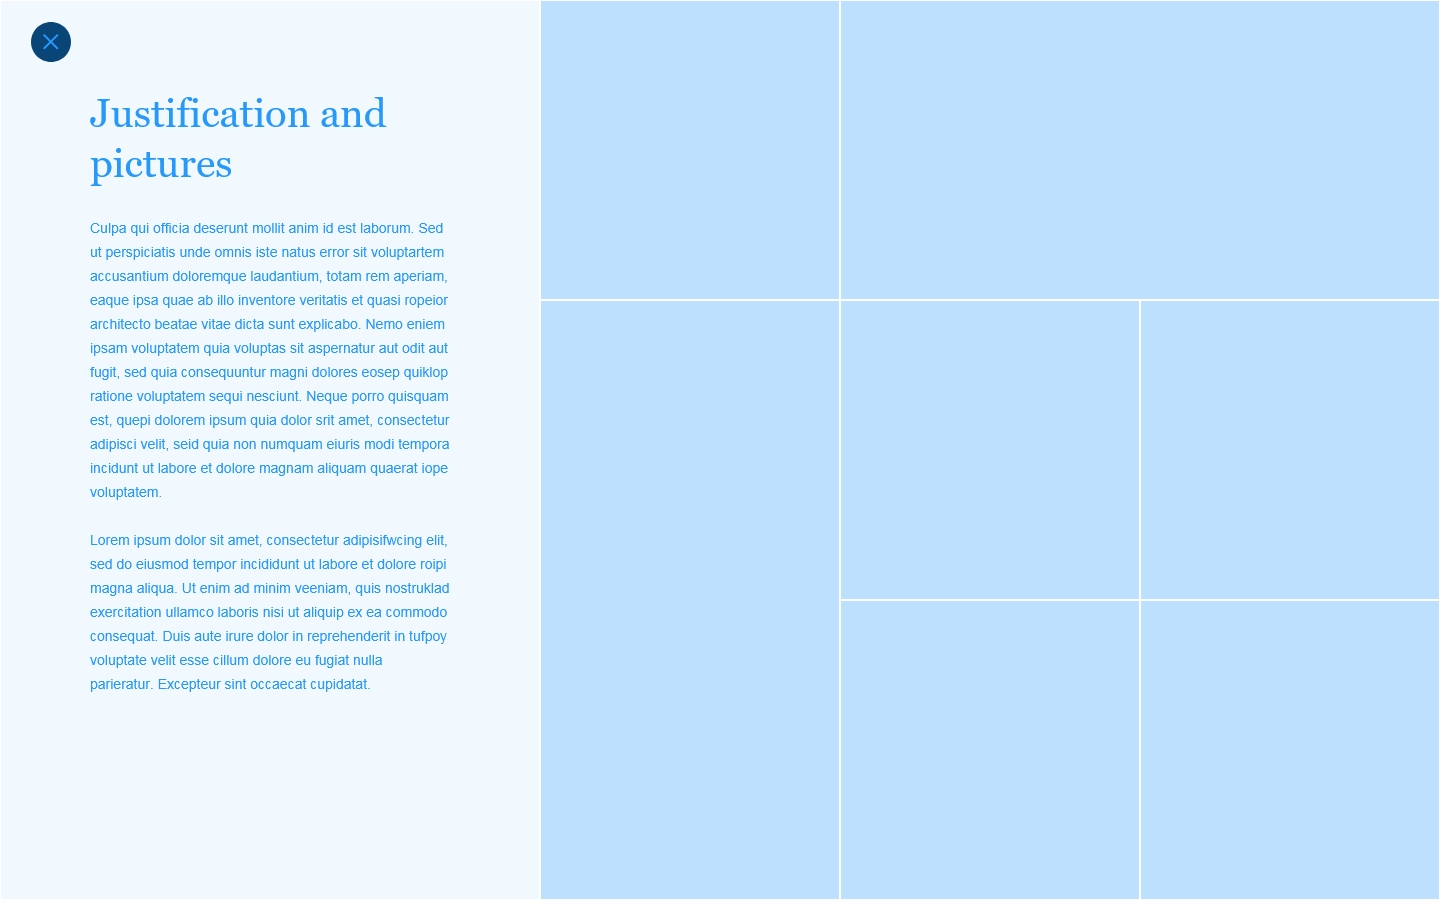 Justification and
pictures
Culpa qui officia deserunt mollit anim id est laborum. Sed
ut perspiciatis unde omnis iste natus error sit voluptartem
accusantium doloremque laudantium, totam rem aperiam,
eaque ipsa quae ab illo inventore veritatis et quasi ropeior
architecto beatae vitae dicta sunt explicabo. Nemo eniem
ipsam voluptatem quia voluptas sit aspernatur aut odit aut
fugit, sed quia consequuntur magni dolores eosep quiklop
ratione voluptatem sequi nesciunt. Neque porro quisquam
est, quepi dolorem ipsum quia dolor srit amet, consectetur
adipisci velit, seid quia non numquam eiuris modi tempora
incidunt ut labore et dolore magnam aliquam quaerat iope
voluptatem.
Lorem ipsum dolor sit amet, consectetur adipisifwcing elit,
sed do eiusmod tempor incididunt ut labore et dolore roipi
magna aliqua. Ut enim ad minim veeniam, quis nostruklad
exercitation ullamco laboris nisi ut aliquip ex ea commodo
consequat. Duis aute irure dolor in reprehenderit in tufpoy
voluptate velit esse cillum dolore eu fugiat nulla
parieratur. Excepteur sint occaecat cupidatat.